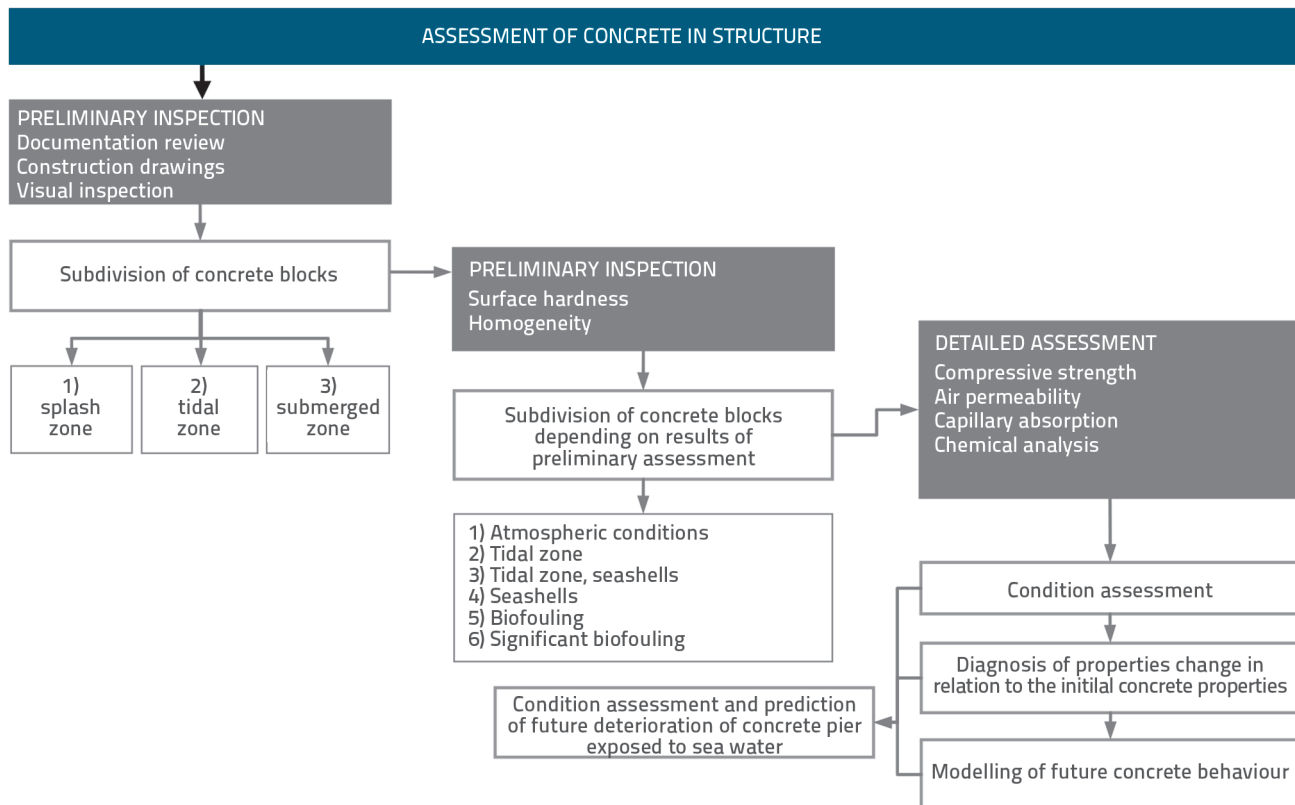 ASSESSMENT OF CONCRETE IN STRUCTURE
PRELIMINARY INSPECTION
Documentation review
Construction drawings
Visual inspection
Subdivision of concrete blocks
1)
splash
zone
2)
tidal
zone
3)
submerged
zone
PRELIMINARY INSPECTION
Surface hardness
Homogeneity
Subdivision of concrete blocks
depending on results of
preliminary assessment
1) Atmospheric conditions
2) Tidal zone
3) Tidal zone, seashells
4) Seashells
5) Biofouling
6) Significant biofouling
DETAILED ASSESSMENT
Compressive strength
Air permeability
Capillary absorption
Chemical analysis
Condition assessment
Diagnosis of properties change in
relation to the initilal concrete properties
Modelling of future concrete behaviour
Condition assessment and prediction
of future deterioration of concrete pier
exposed to sea water